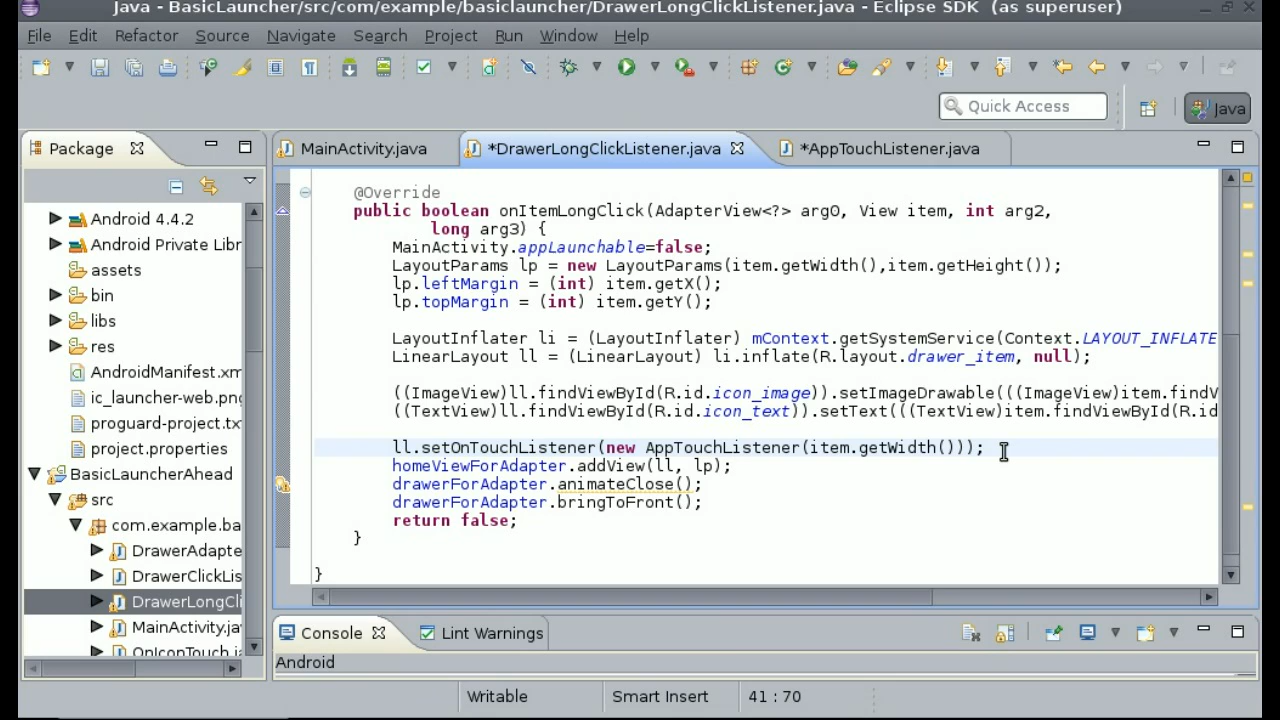 Java - BasicLauncher/src/com/example/basiclauncher/DrawerLongClickListener.java - Eclipse SDK (as superuser)
File Edit Refactor Source Navigate Search Project Run Window Help
Quick Access
Java
Package
MainActivity.java
*DrawerLongClickListener.java
*AppTouchListener.java
Android 4.4.2
Android Private Libr
assets
bin
libs
res
AndroidManifest.xm
ic_launcher-web.png
proguard-project.tx
project.properties
BasicLauncherAhead
src
com.example.ba
DrawerAdapte
DrawerClickLis
DrawerLongCli
MainActivity.ja
OnIconTouch.j
@Override
public boolean onItemLongClick(AdapterView<?> arg0, View item, int arg2,
long arg3) {
MainActivity.appLaunchable=false;
LayoutParams lp = new LayoutParams(item.getWidth(),item.getHeight());
lp.leftMargin = (int) item.getX();
lp.topMargin = (int) item.getY();
LayoutInflater li = (LayoutInflater) mContext.getSystemService(Context.LAYOUT_INFLATE
LinearLayout ll = (LinearLayout) li.inflate(R.layout.drawer_item, null);
((ImageView)ll.findViewById(R.id.icon_image)).setImageDrawable(((ImageView)item.findV
((TextView)ll.findViewById(R.id.icon_text)).setText(((TextView)item.findViewById(R.id
ll.setOnTouchListener(new AppTouchListener(item.getWidth()));
homeViewForAdapter.addView(ll, lp);
drawerForAdapter.animateClose();
drawerForAdapter.bringToFront();
return false;
}
}
Console
Lint Warnings
Android
Writable
Smart Insert
41 : 70